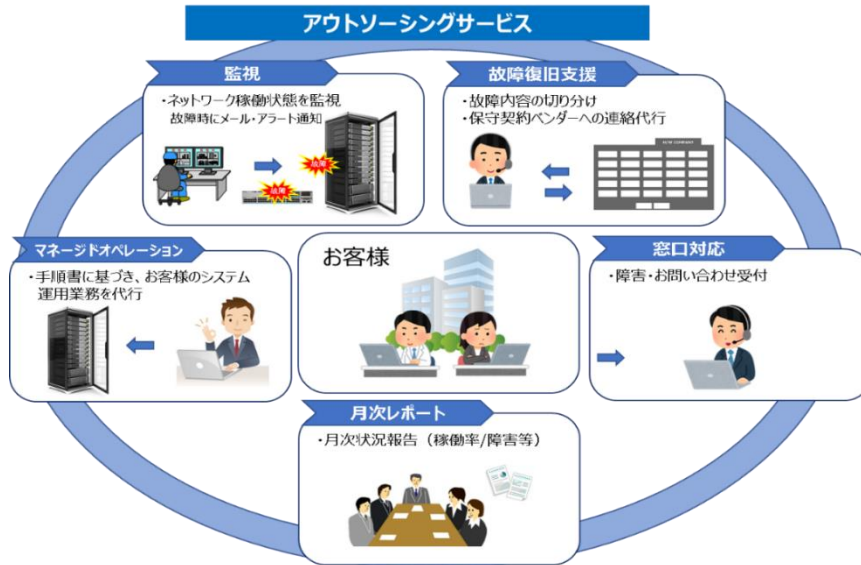 アウトソーシングサービス
監視
・ネットワーク稼働状態を監視
故障時にメール・アラート通知
故障
故障
故障復旧支援
・故障内容の切り分け
・保守契約ベンダーへの連絡代行
マネージドオペレーション
・手順書に基づき、お客様のシステム
運用業務を代行
お客様
窓口対応
・障害・お問い合わせ受付
月次レポート
・月次状況報告（稼働率/障害等）